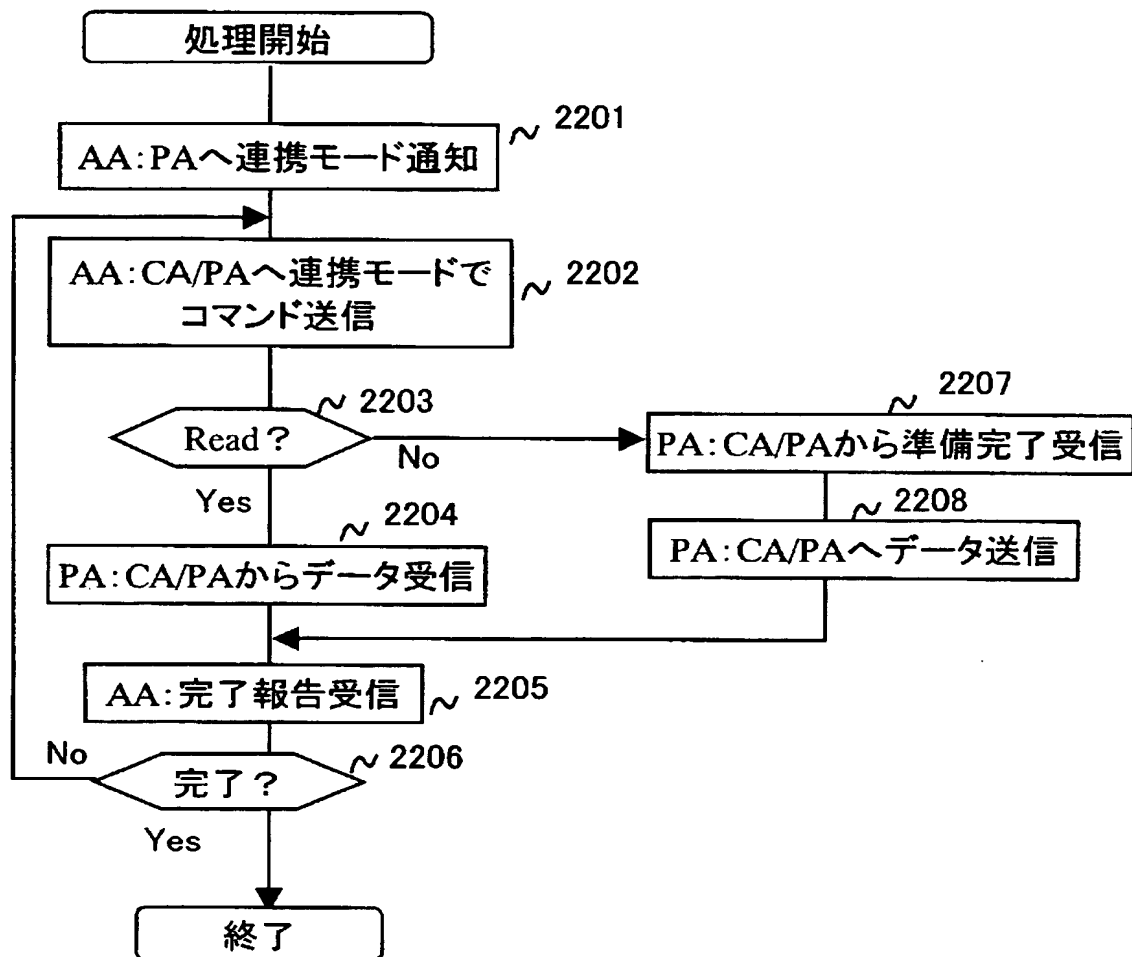 処理開始
AA:PAへ連携モード通知
2201
AA:CA/PAへ連携モードで
コマンド送信
2202
Read?
2203
No
Yes
PA:CA/PAから準備完了受信
2207
PA:CA/PAへデータ送信
2208
PA:CA/PAからデータ受信
2204
AA:完了報告受信
2205
完了?
2206
No
Yes
終了